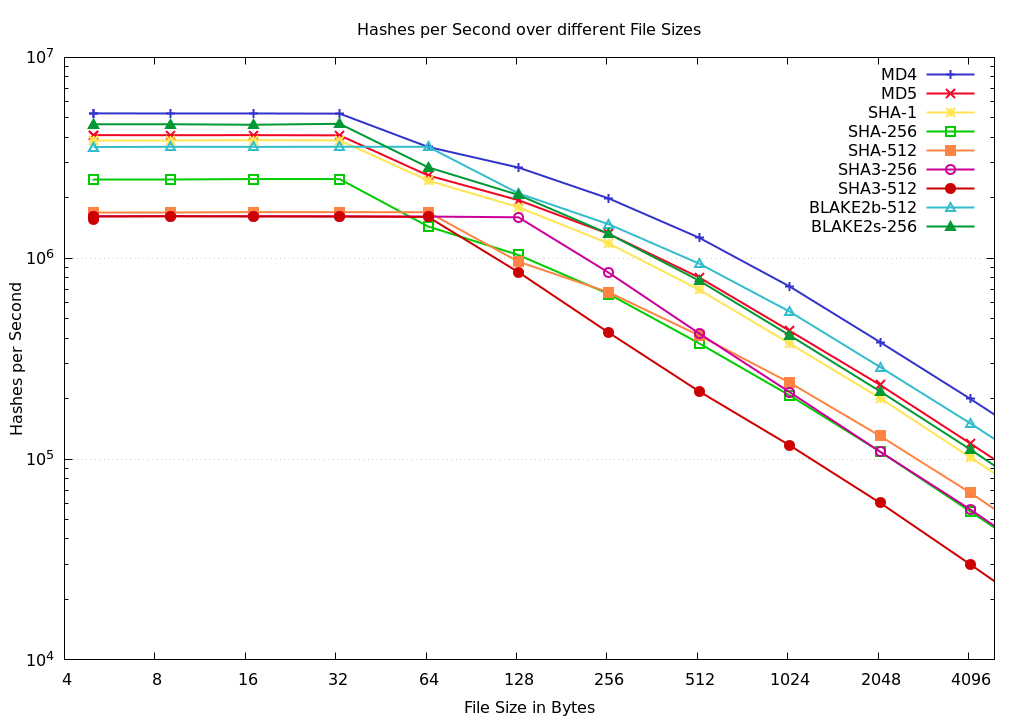 Hashes per Second over different File Sizes
10^7
10^6
10^5
10^4
Hashes per Second
MD4
MD5
SHA-1
SHA-256
SHA-512
SHA3-256
SHA3-512
BLAKE2b-512
BLAKE2s-256
4 8 16 32 64 128 256 512 1024 2048 4096
File Size in Bytes